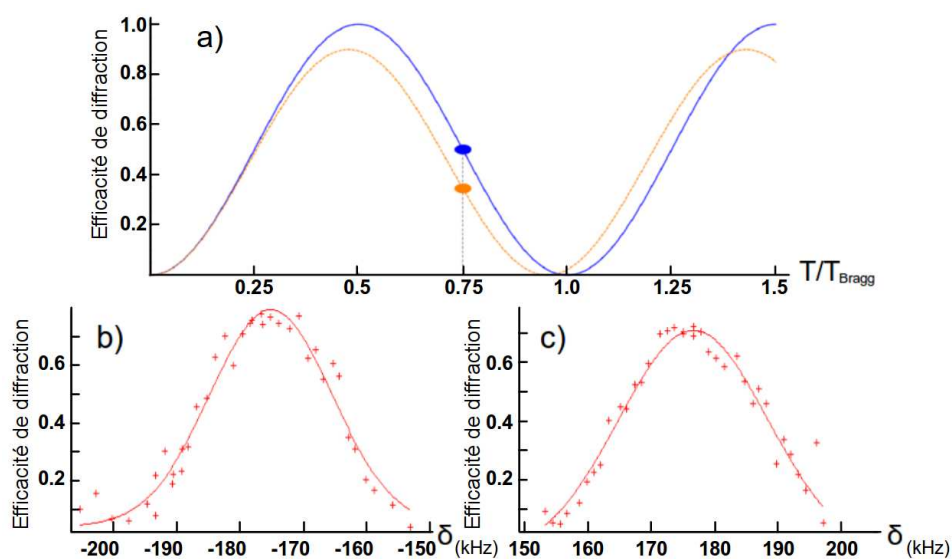 a)
Efficacité de diffraction
1.0
0.8
0.6
0.4
0.2
0.25 0.5 0.75 1.0 1.25 1.5
T/T_Bragg
b)
Efficacité de diffraction
0.6
0.4
0.2
-200 -190 -180 -170 -160 -150
δ (kHz)
c)
Efficacité de diffraction
0.6
0.4
0.2
150 160 170 180 190 200
δ (kHz)